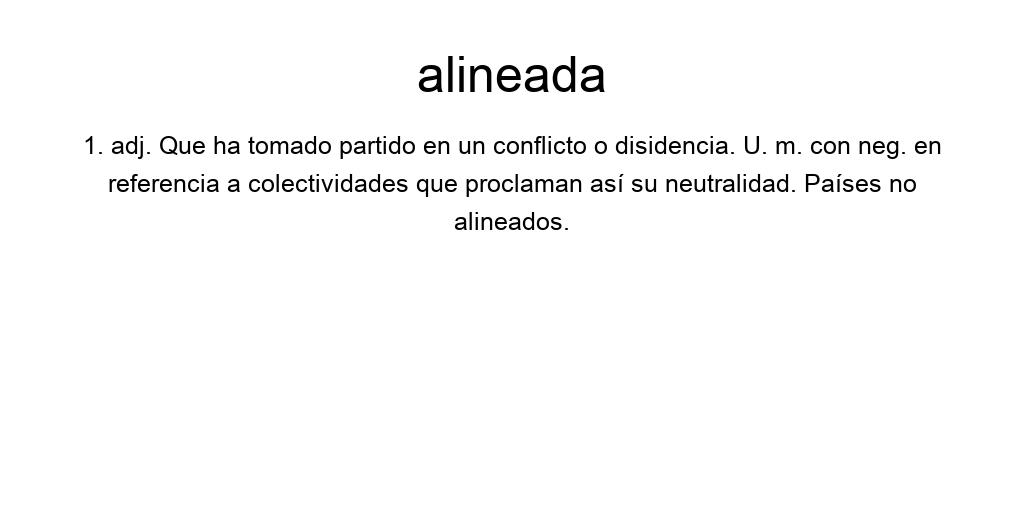 alineada
1. adj. Que ha tomado partido en un conflicto o disidencia. U. m. con neg. en
referencia a colectividades que proclaman así su neutralidad. Países no
alineados.